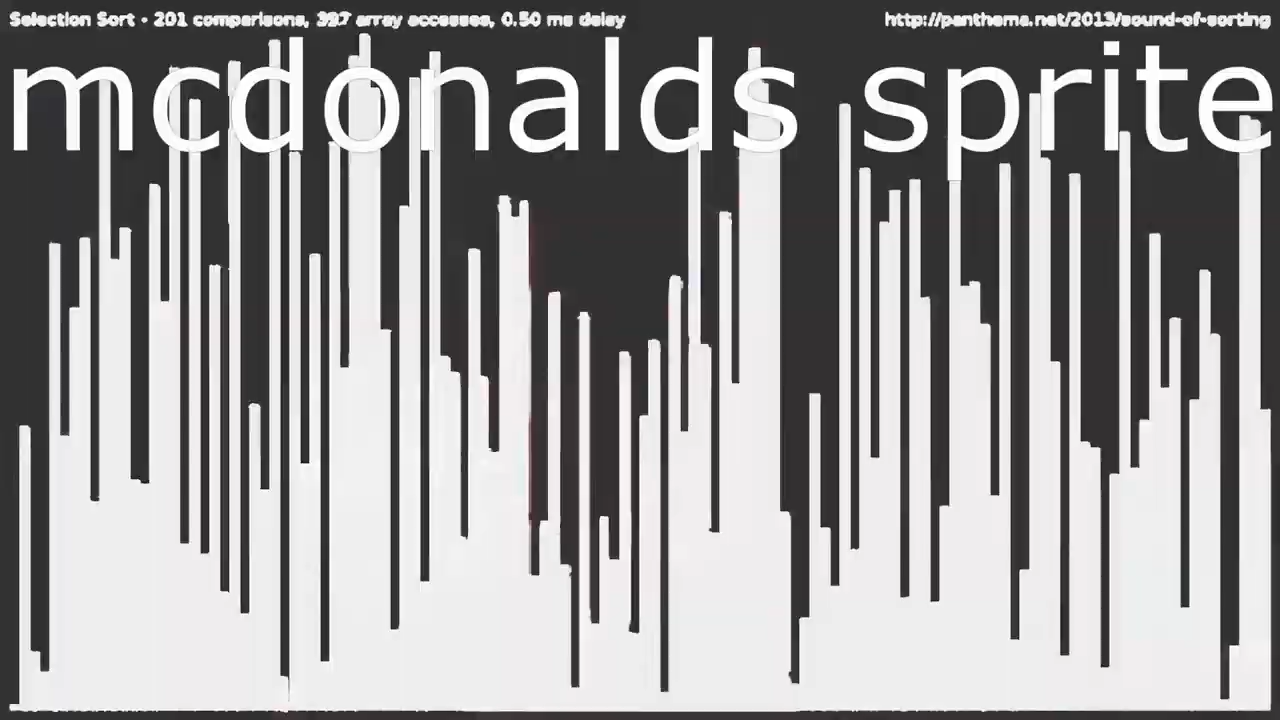 Selection Sort - 201 comparisons, 397 array accesses, 0.50 ms delay
http://panthema.net/2013/sound-of-sorting
mcdonalds sprite